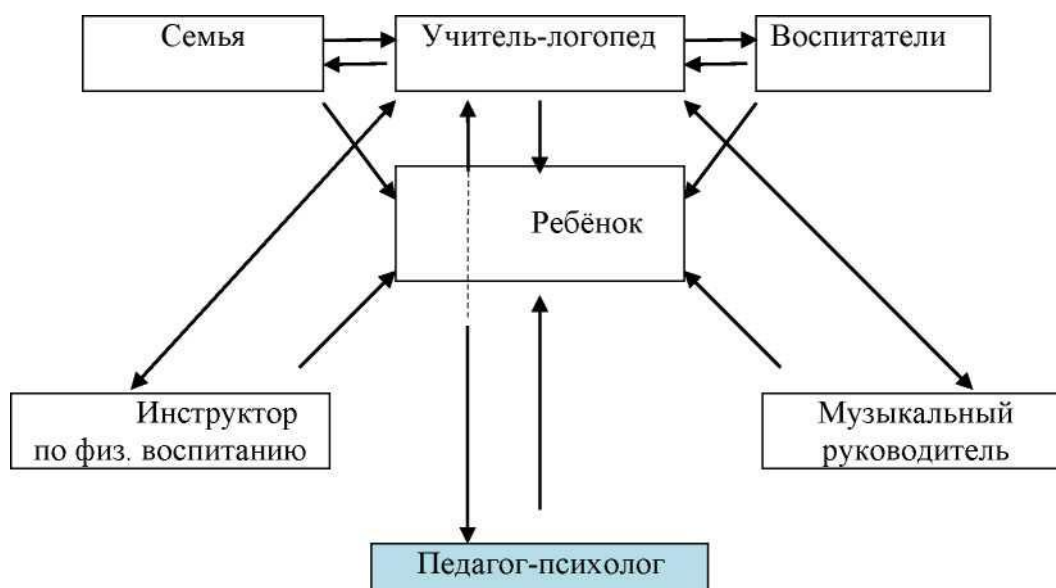 Семья
Учитель-логопед
Воспитатели
Ребёнок
Инструктор
по физ. воспитанию
Музыкальный
руководитель
Педагог-психолог